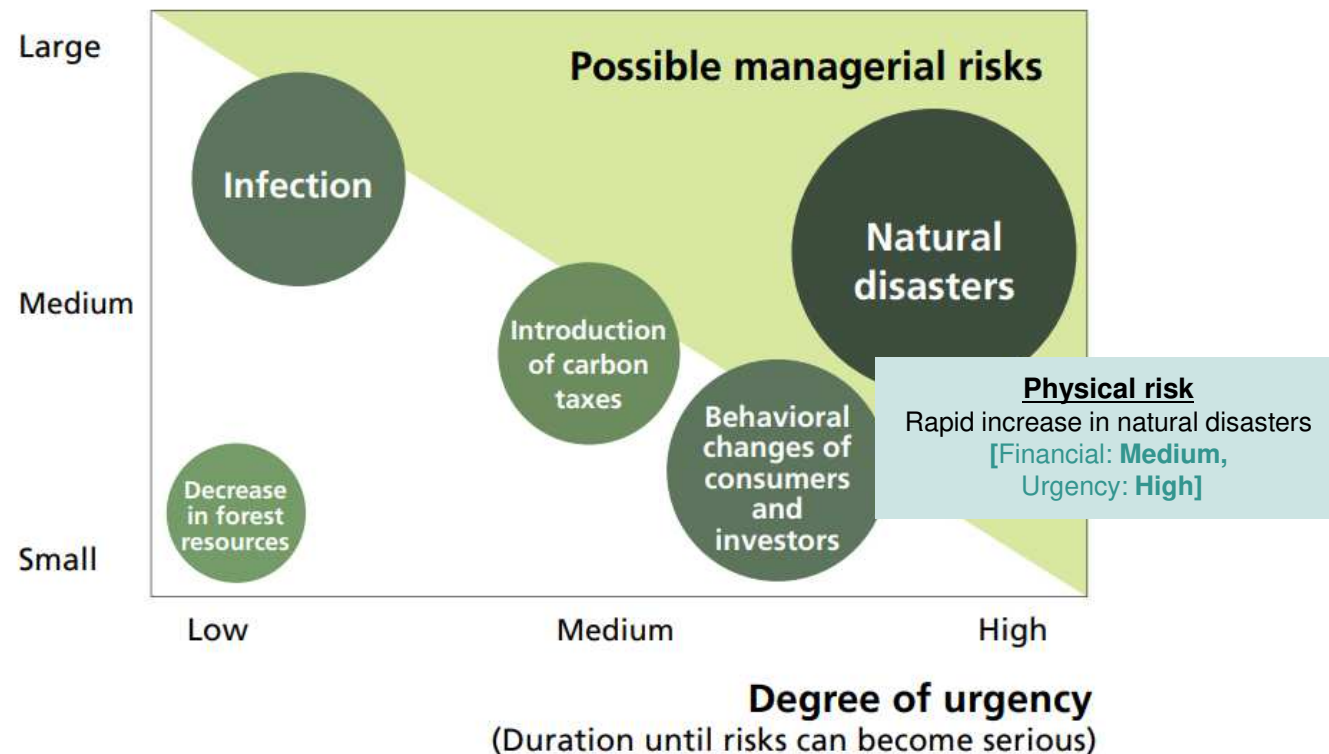 Large
Possible managerial risks
Infection
Natural
disasters
Medium
Introduction
of carbon
taxes
Physical risk
Rapid increase in natural disasters
[Financial: Medium,
Urgency: High]
Behavioral
changes of
consumers
and
investors
Decrease
in forest
resources
Small
Low
Medium
High
Degree of urgency
(Duration until risks can become serious)